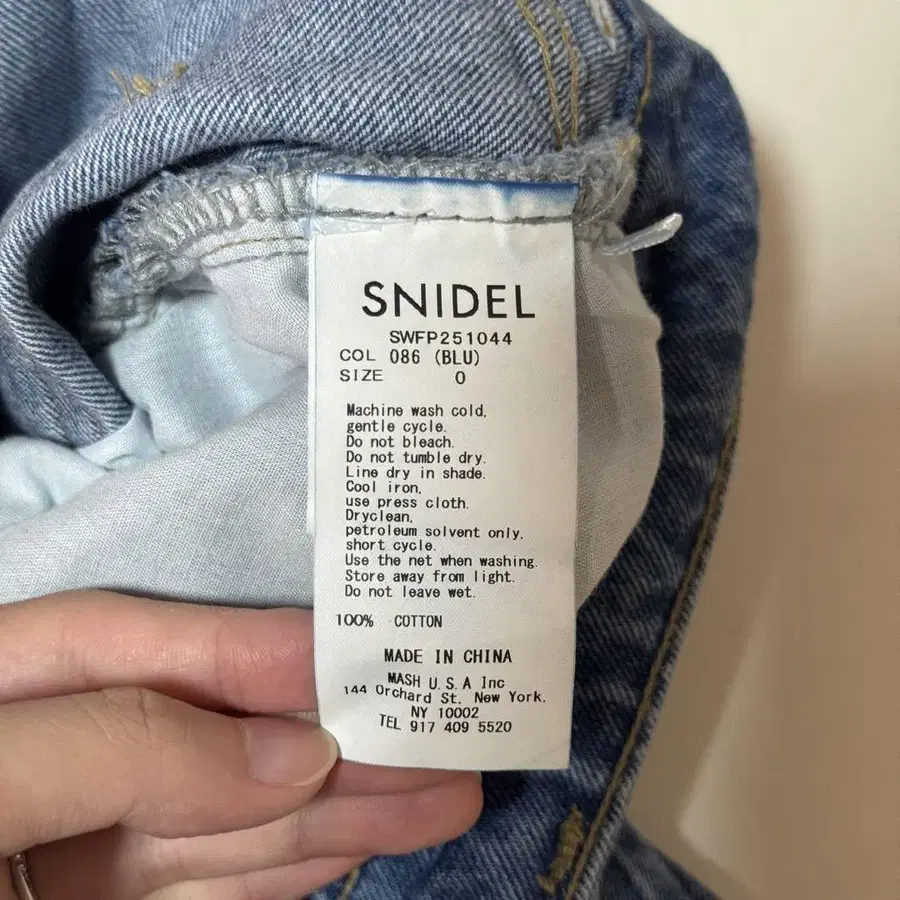 SNIDEL
SWFP251044
COL 086 (BLU)
SIZE 0
Machine wash cold,
gentle cycle.
Do not bleach.
Do not tumble dry.
Line dry in shade.
Cool iron,
use press cloth.
Dryclean,
petroleum solvent only.
short cycle.
Use the net when washing.
Store away from light.
Do not leave wet.
100% COTTON
MADE IN CHINA
MASH U.S.A Inc
144 Orchard St, New York.
NY 10002
TEL 917 409 5520